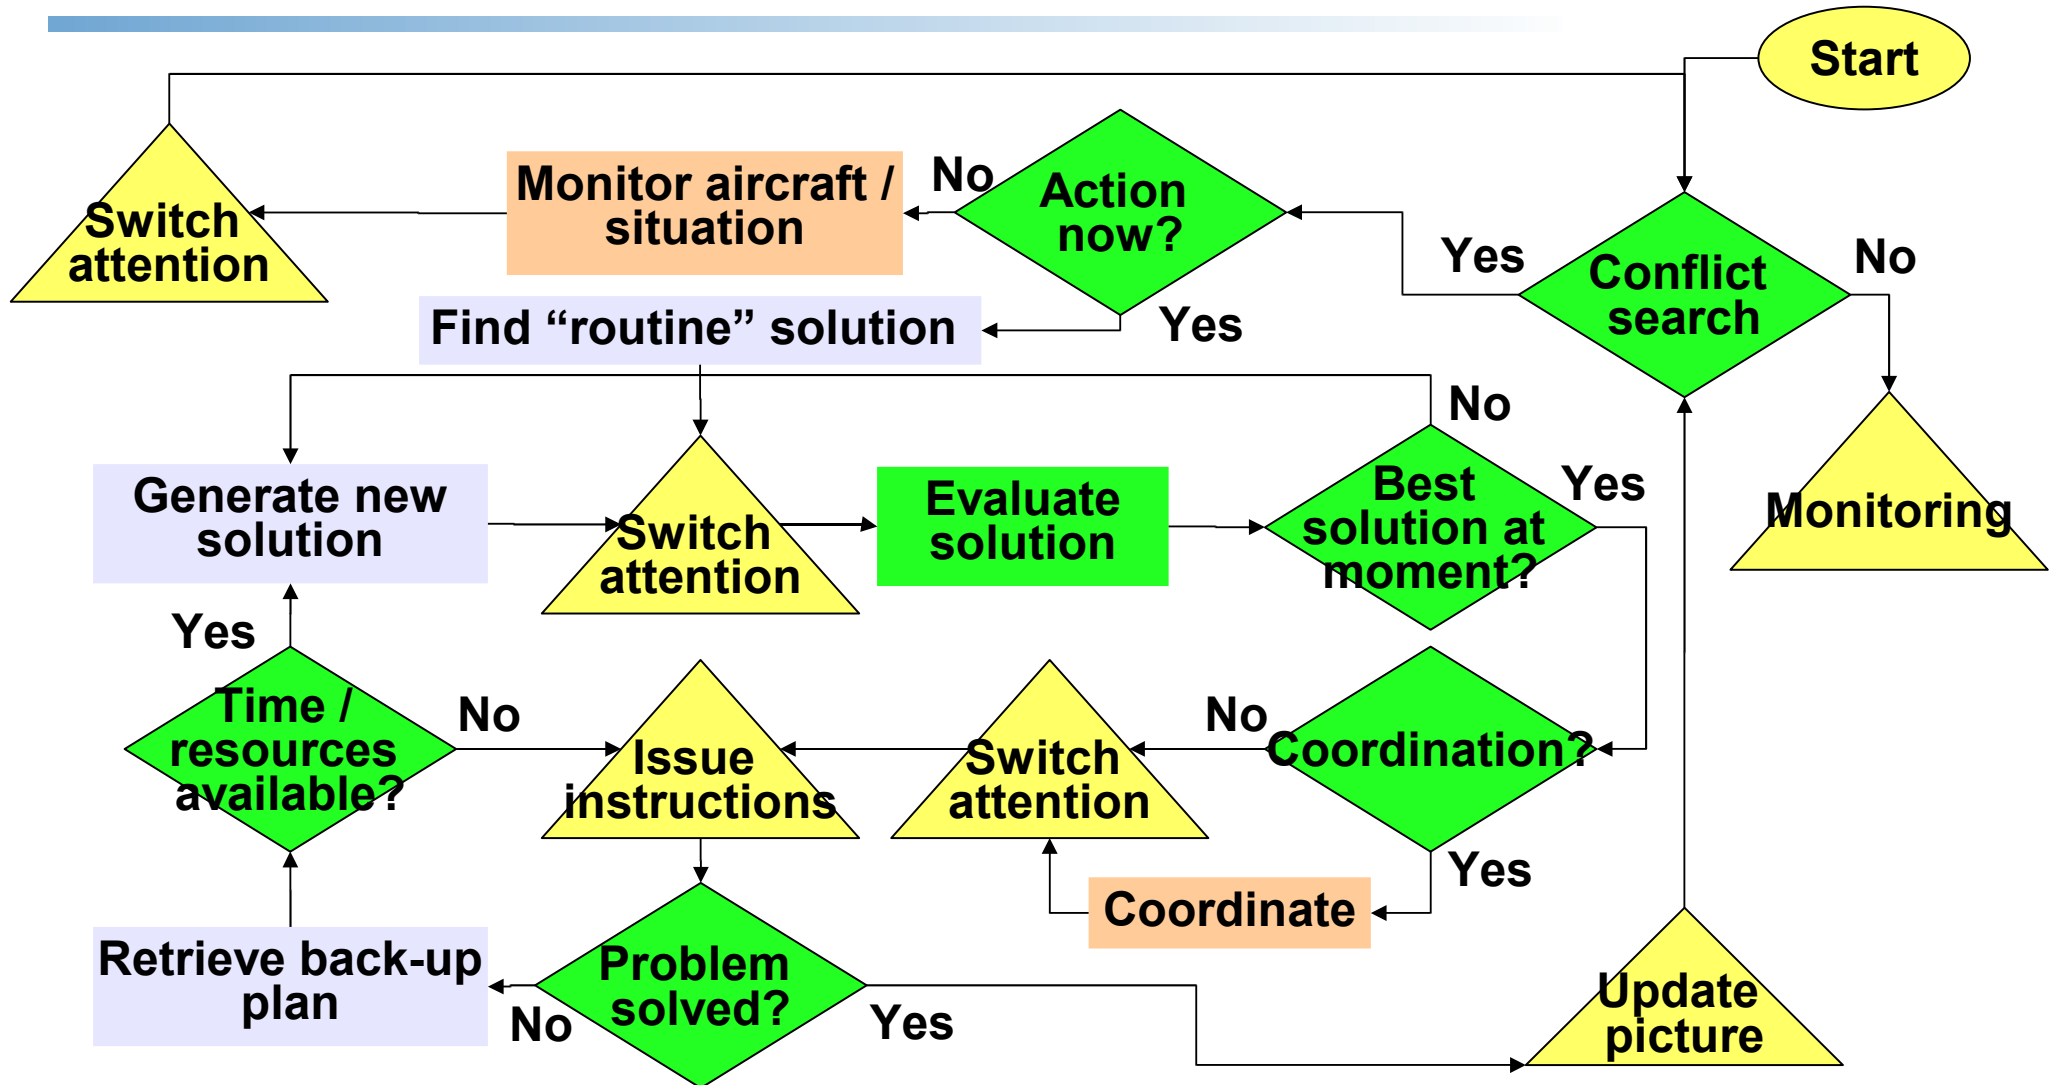 Start
No
Monitor aircraft /
situation
Action
now?
Switch
attention
Yes
Conflict
search
No
Find “routine” solution
Yes
No
Generate new
solution
Switch
attention
Evaluate
solution
Best
solution at
moment?
Yes
Monitoring
Yes
Time /
resources
available?
No
Issue
instructions
Switch
attention
No
Coordination?
Yes
Coordinate
Retrieve back-up
plan
No
Problem
solved?
Yes
Update
picture